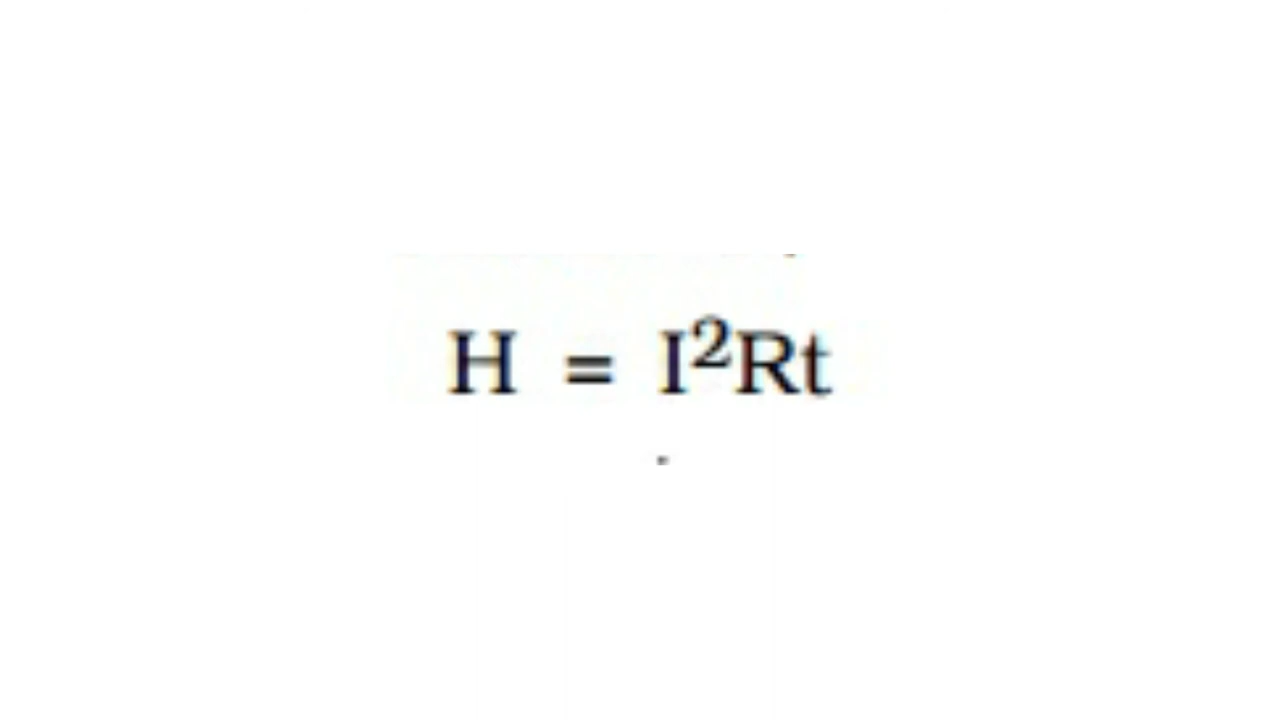 H = I²Rt